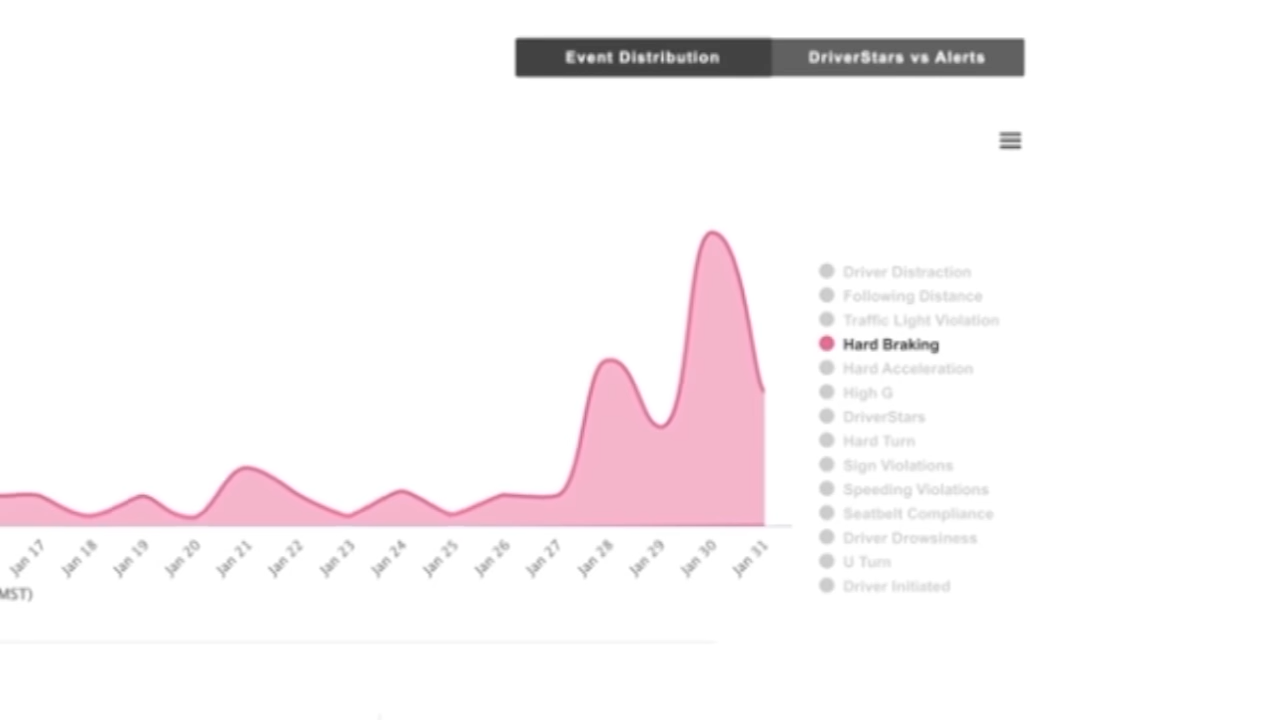 Event Distribution
DriverStars vs Alerts
Driver Distraction
Following Distance
Traffic Light Violation
Hard Braking
Hard Acceleration
High G
DriverStars
Hard Turn
Sign Violations
Speeding Violations
Seatbelt Compliance
Driver Drowsiness
U Turn
Driver Initiated
Jan 17 Jan 18 Jan 19 Jan 20 Jan 21 Jan 22 Jan 23 Jan 24 Jan 25 Jan 26 Jan 27 Jan 28 Jan 29 Jan 30 Jan 31
MST)